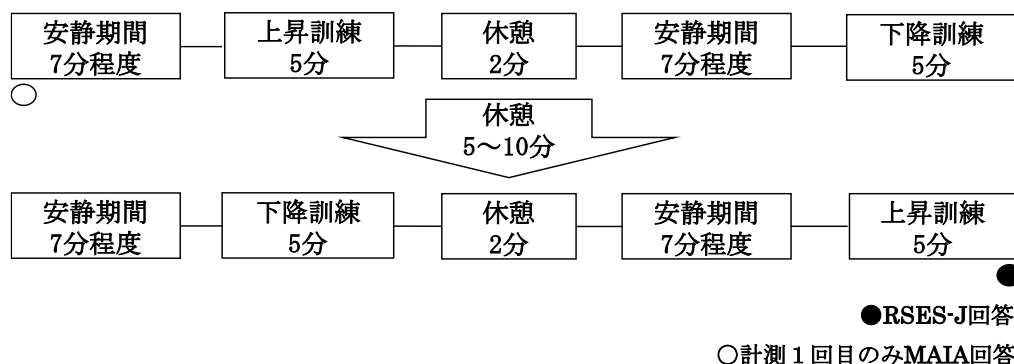 安静期間 上昇訓練 休憩 安静期間 下降訓練
7分程度 5分 2分 7分程度 5分
○
休憩
5～10分
安静期間 下降訓練 休憩 安静期間 上昇訓練
7分程度 5分 2分 7分程度 5分
●
●RSES-J回答
○計測１回目のみMAIA回答